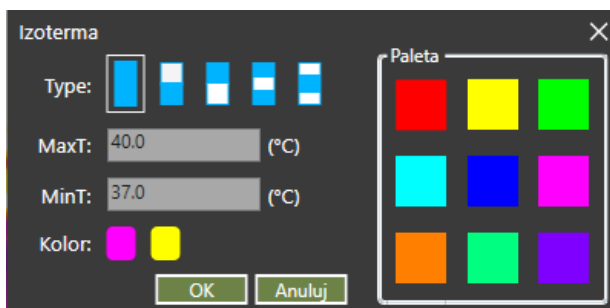 Izoterma
Type:
Paleta
MaxT: 40.0 (°C)
MinT: 37.0 (°C)
Kolor:
OK Anuluj